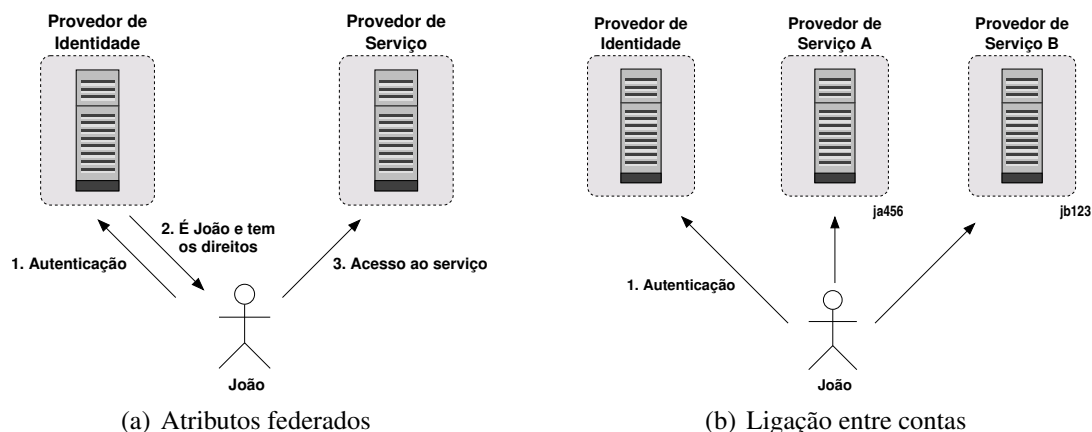 Provedor de
Identidade
Provedor de
Serviço
2. É João e tem
os direitos
1. Autenticação
3. Acesso ao serviço
João
(a) Atributos federados
Provedor de
Identidade
Provedor de
Serviço A
Provedor de
Serviço B
ja456
jb123
1. Autenticação
João
(b) Ligação entre contas